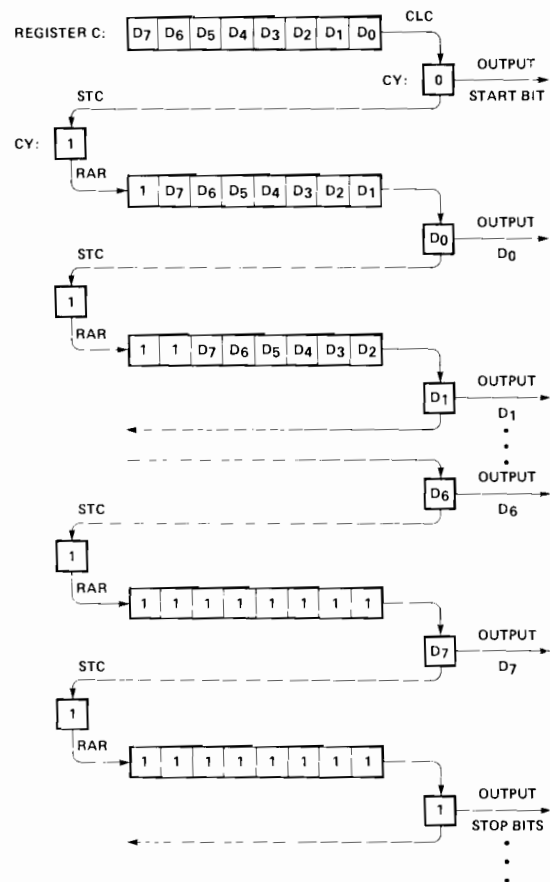 REGISTER C: D7 D6 D5 D4 D3 D2 D1 D0 CLC
CY: 0 OUTPUT
START BIT
STC
CY: 1
RAR 1 D7 D6 D5 D4 D3 D2 D1
D0 OUTPUT
D0
STC
1
RAR 1 1 D7 D6 D5 D4 D3 D2
D1 OUTPUT
D1
D6 OUTPUT
D6
STC
1
RAR 1 1 1 1 1 1 1 1
D7 OUTPUT
D7
STC
1
RAR 1 1 1 1 1 1 1 1
1 OUTPUT
STOP BITS